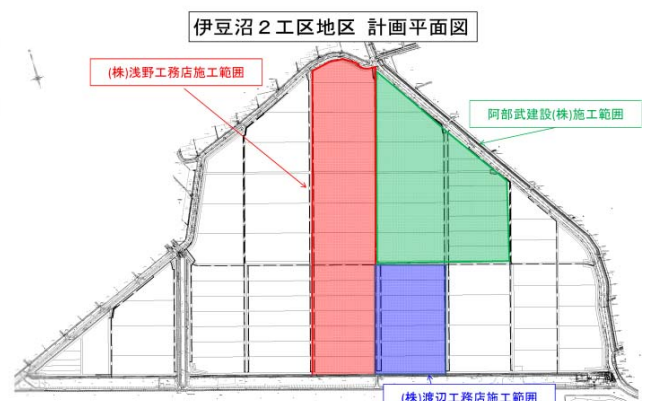 伊豆沼２工区地区 計画平面図
(株)浅野工務店施工範囲
阿部武建設(株)施工範囲
(株)渡辺工務店施工範囲